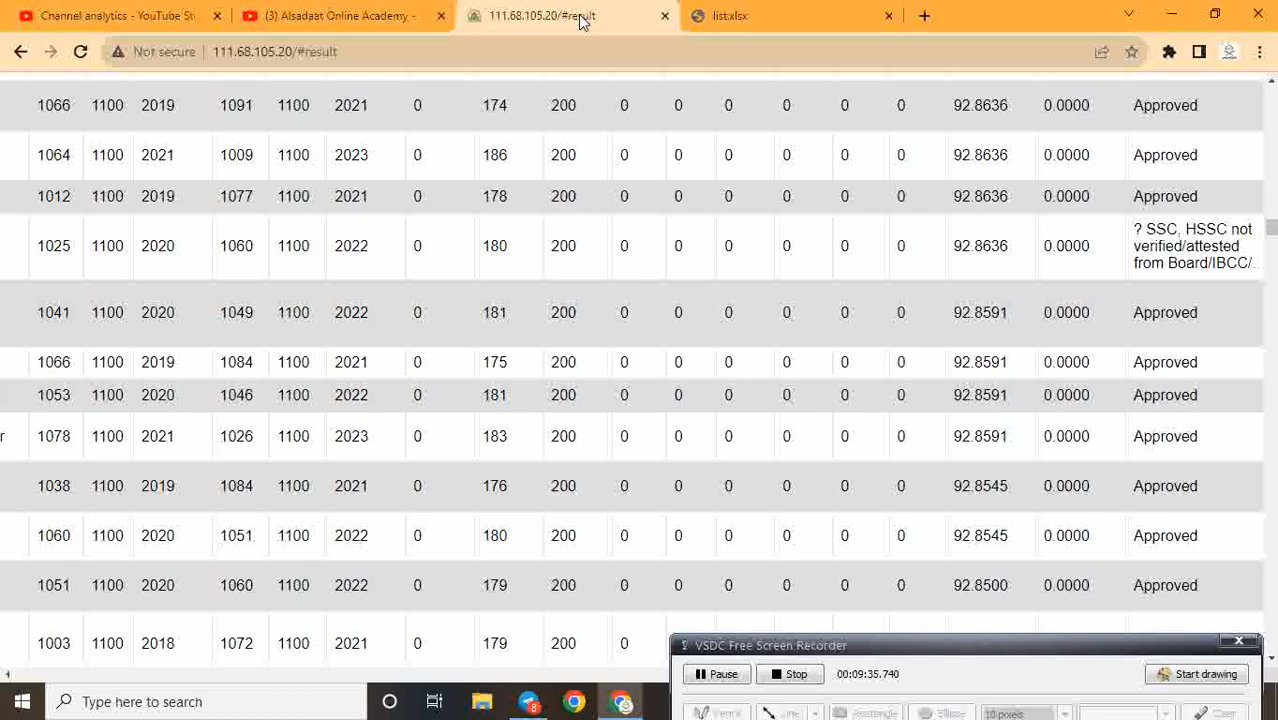 Channel analytics - YouTube St
(3) Alsadaat Online Academy -
111.68.105.20/#result
list.xlsx
Not secure
111.68.105.20/#result
1066 1100 2019 1091 1100 2021 0 174 200 0 0 0 0 0 0 92.8636 0.0000 Approved
1064 1100 2021 1009 1100 2023 0 186 200 0 0 0 0 0 0 92.8636 0.0000 Approved
1012 1100 2019 1077 1100 2021 0 178 200 0 0 0 0 0 0 92.8636 0.0000 Approved
1025 1100 2020 1060 1100 2022 0 180 200 0 0 0 0 0 0 92.8636 0.0000 ? SSC, HSSC not
verified/attested
from Board/IBCC/..
1041 1100 2020 1049 1100 2022 0 181 200 0 0 0 0 0 0 92.8591 0.0000 Approved
1066 1100 2019 1084 1100 2021 0 175 200 0 0 0 0 0 0 92.8591 0.0000 Approved
1053 1100 2020 1046 1100 2022 0 181 200 0 0 0 0 0 0 92.8591 0.0000 Approved
r 1078 1100 2021 1026 1100 2023 0 183 200 0 0 0 0 0 0 92.8591 0.0000 Approved
1038 1100 2019 1084 1100 2021 0 176 200 0 0 0 0 0 0 92.8545 0.0000 Approved
1060 1100 2020 1051 1100 2022 0 180 200 0 0 0 0 0 0 92.8545 0.0000 Approved
1051 1100 2020 1060 1100 2022 0 179 200 0 0 0 0 0 0 92.8500 0.0000 Approved
1003 1100 2018 1072 1100 2021 0 179 200 0
VSDC Free Screen Recorder
Pause Stop 00:09:35.740 Start drawing
Line Rectangle Ellipse 10 pixels Clear
Type here to search
8